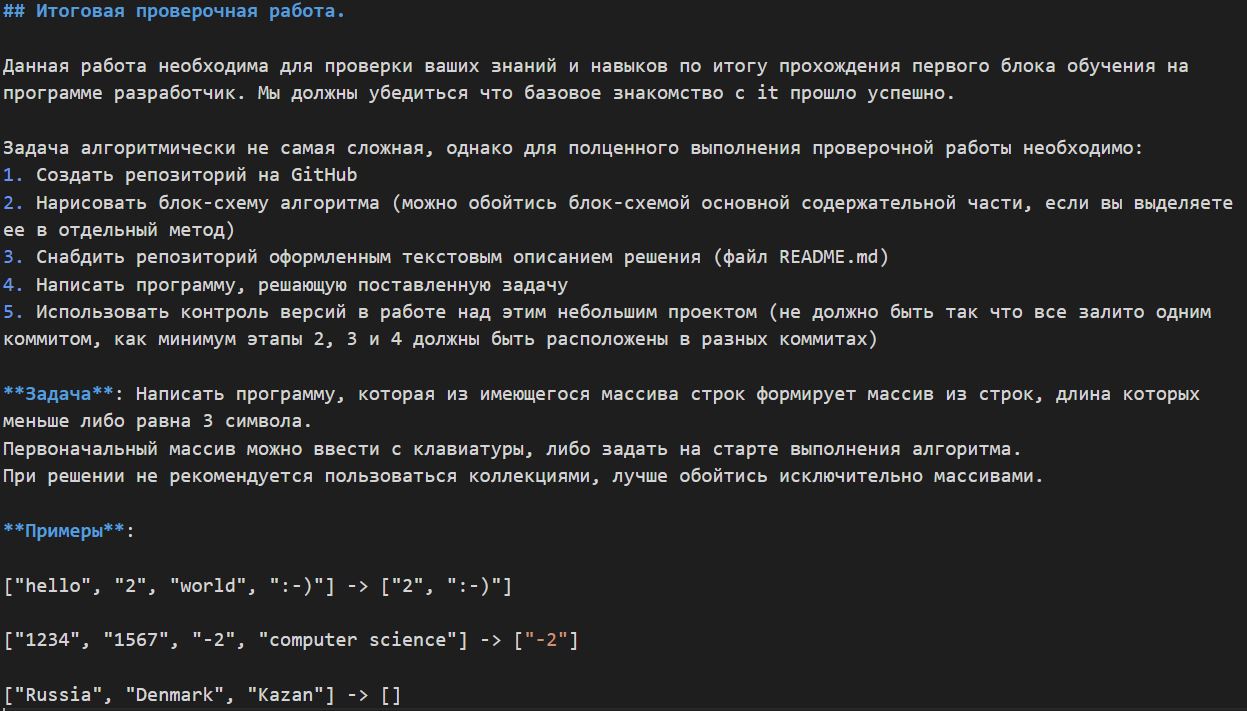 ## Итоговая проверочная работа.
Данная работа необходима для проверки ваших знаний и навыков по итогу прохождения первого блока обучения на
программе разработчик. Мы должны убедиться что базовое знакомство с it прошло успешно.
Задача алгоритмически не самая сложная, однако для полценного выполнения проверочной работы необходимо:
1. Создать репозиторий на GitHub
2. Нарисовать блок-схему алгоритма (можно обойтись блок-схемой основной содержательной части, если вы выделяете
ее в отдельный метод)
3. Снабдить репозиторий оформленным текстовым описанием решения (файл README.md)
4. Написать программу, решающую поставленную задачу
5. Использовать контроль версий в работе над этим небольшим проектом (не должно быть так что все залито одним
коммитом, как минимум этапы 2, 3 и 4 должны быть расположены в разных коммитах)
**Задача**: Написать программу, которая из имеющегося массива строк формирует массив из строк, длина которых
меньше либо равна 3 символа.
Первоначальный массив можно ввести с клавиатуры, либо задать на старте выполнения алгоритма.
При решении не рекомендуется пользоваться коллекциями, лучше обойтись исключительно массивами.
**Примеры**:
["hello", "2", "world", ":-)"] -> ["2", ":-)"]
["1234", "1567", "-2", "computer science"] -> ["-2"]
["Russia", "Denmark", "Kazan"] -> []